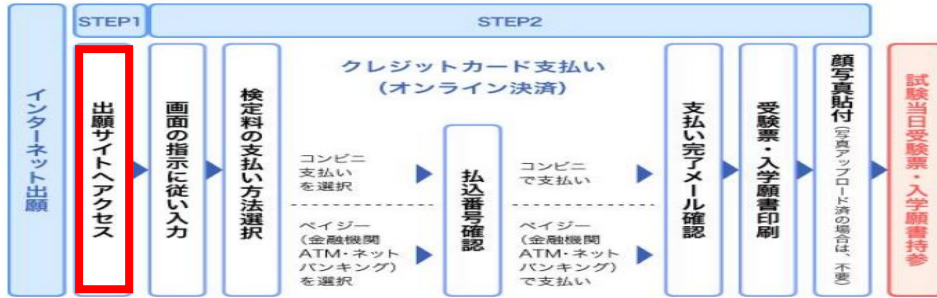 STEP1
STEP2
インターネット出願
出願サイトへアクセス
画面の指示に従い入力
検定料の支払い方法選択
クレジットカード支払い
(オンライン決済)
コンビニ
支払い
を選択
ペイジー
(金融機関
ATM・ネット
バンキング)
を選択
払込番号確認
コンビニ
で支払い
ペイジー
(金融機関
ATM・ネット
バンキング)
で支払い
支払い完了メール確認
受験票・入学願書印刷
顔写真貼付(写真アップロード済の場合は、不要)
試験当日受験票・入学願書持参